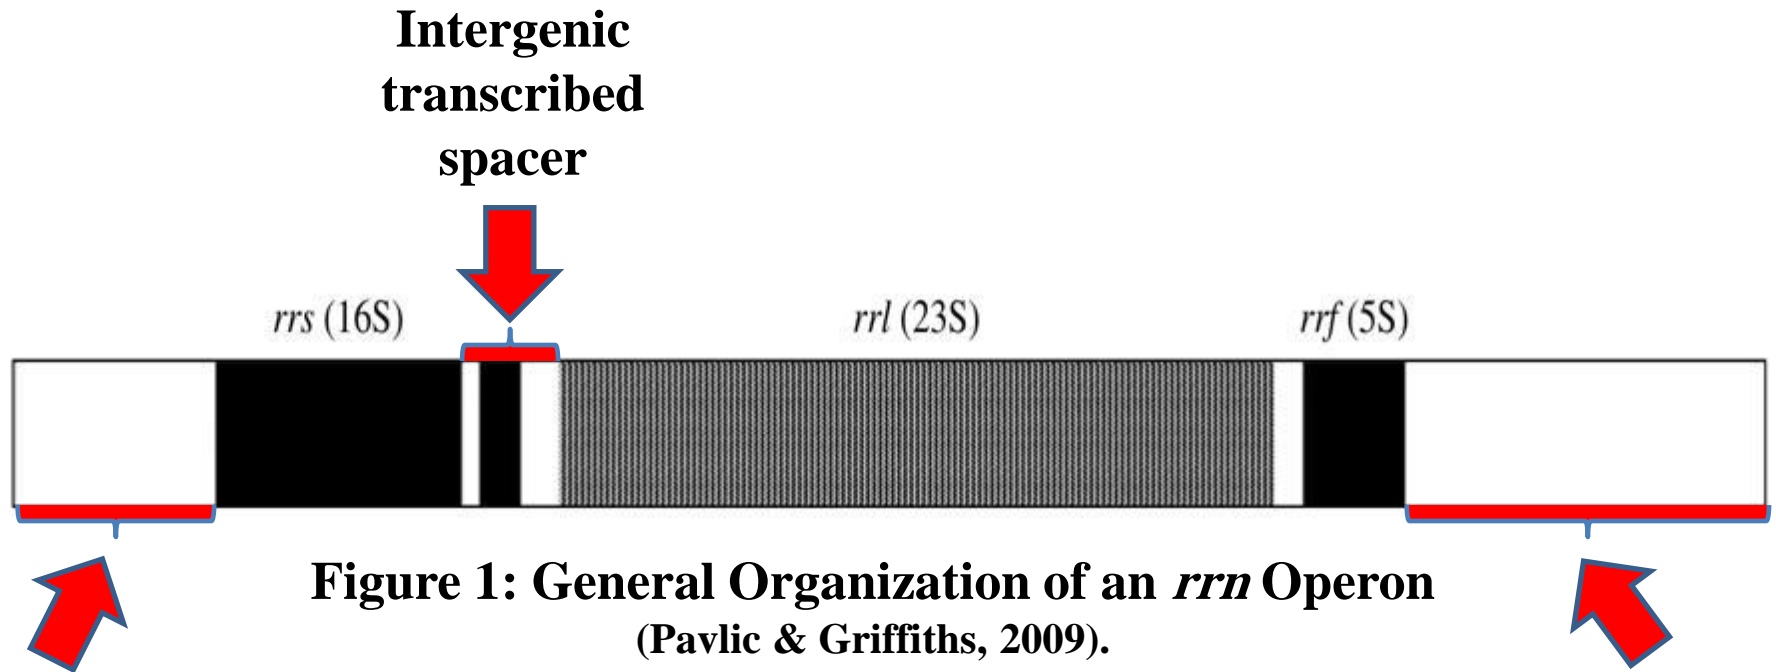 Intergenic
transcribed
spacer
rrs (16S)
rrl (23S)
rrf (5S)
Figure 1: General Organization of an rrn Operon
(Pavlic & Griffiths, 2009).